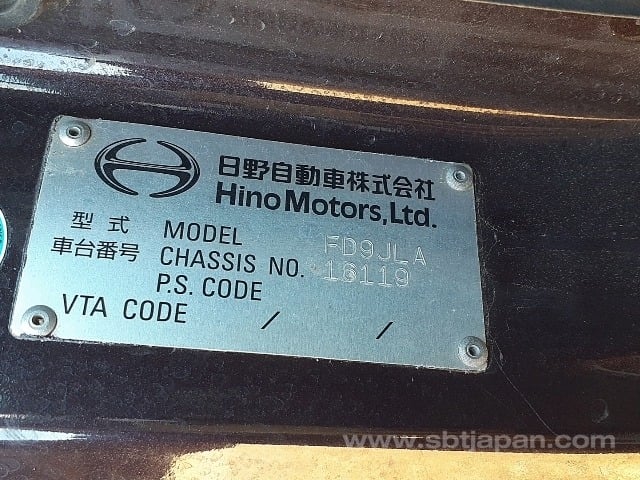 日野自動車株式会社
Hino Motors, Ltd.
型式 MODEL FD9JLA
車台番号 CHASSIS NO. 16119
P.S. CODE
VTA CODE / /
www.sbtjapan.com